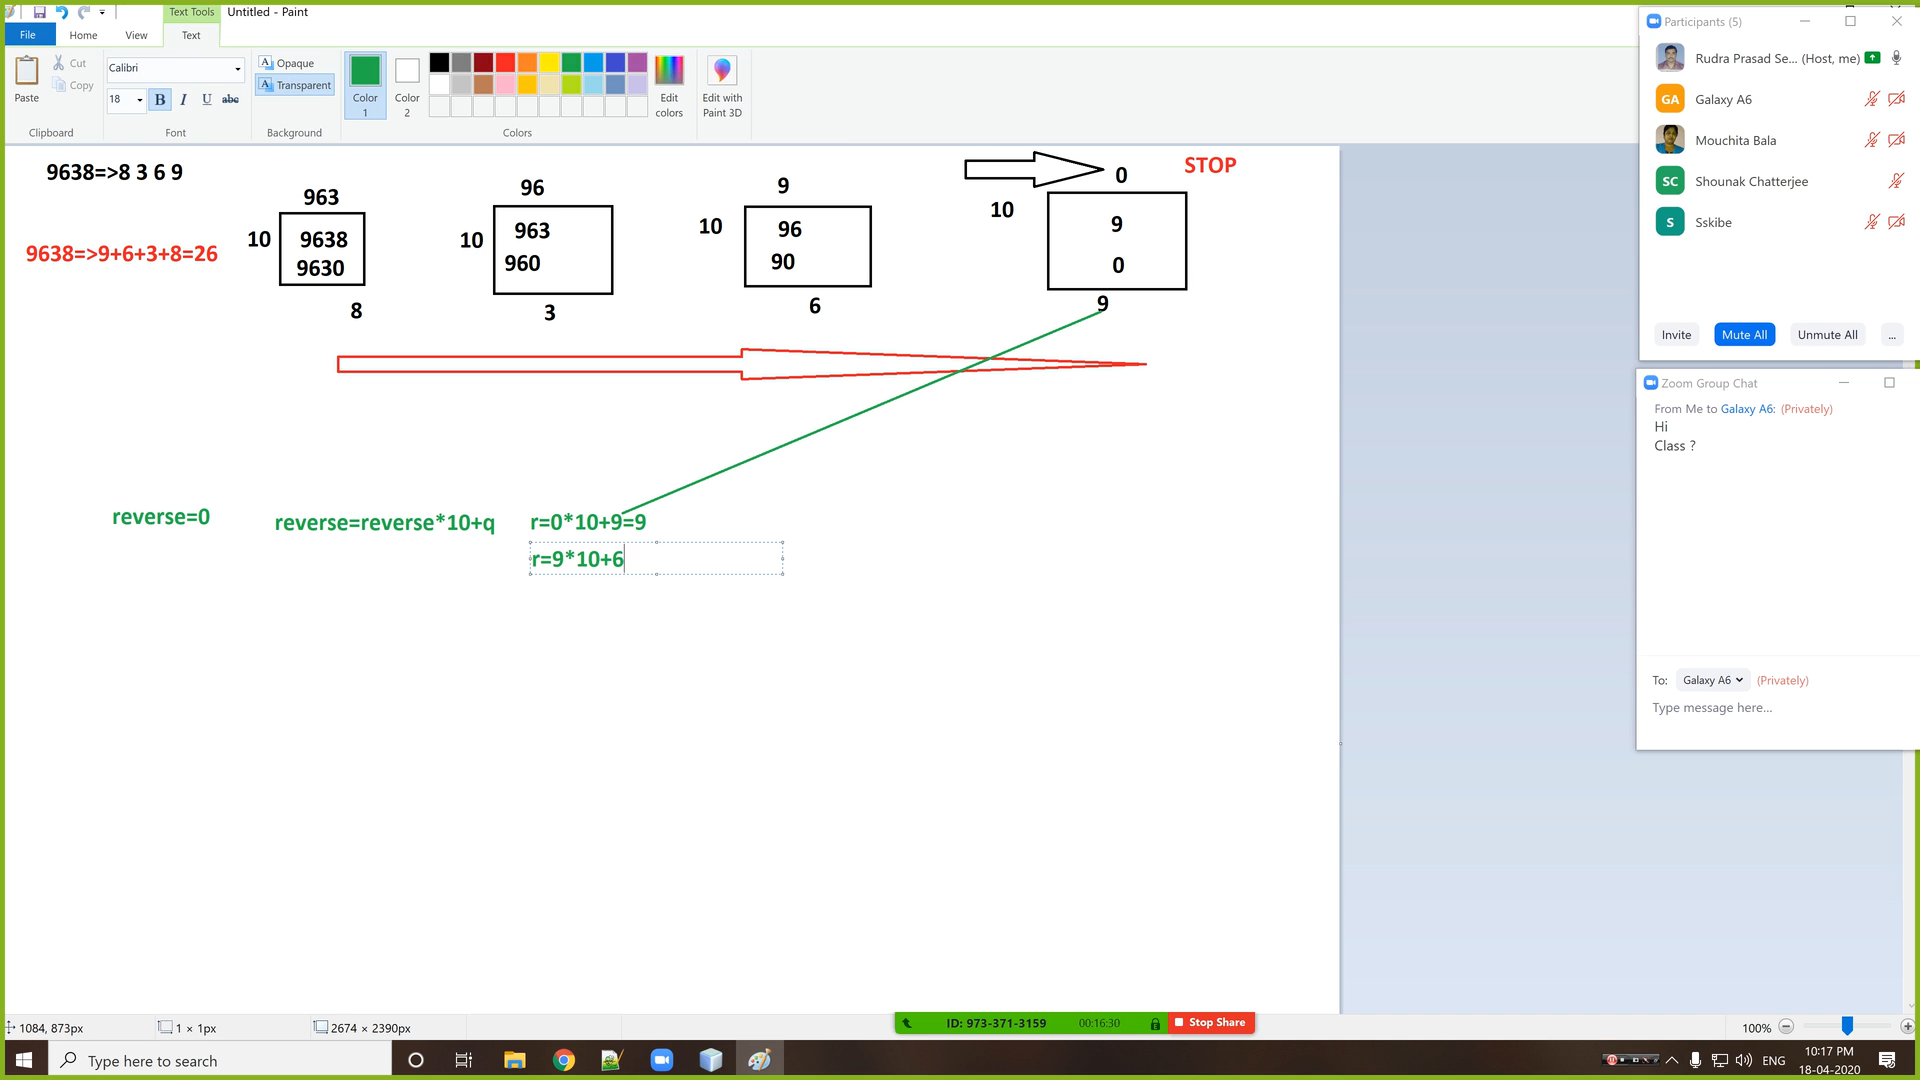 Text Tools
Untitled - Paint
File
Home
View
Text
Paste
Cut
Copy
Clipboard
Calibri
18
B I U abc
Font
Opaque
Transparent
Background
Color 1
Color 2
Colors
Edit colors
Edit with Paint 3D
9638=>8 3 6 9
9638=>9+6+3+8=26
963
10
9638
9630
8
96
10
963
960
3
9
10
96
90
6
0
STOP
10
9
0
9
reverse=0
reverse=reverse*10+q
r=0*10+9=9
r=9*10+6
Participants (5)
Rudra Prasad Se... (Host, me)
GA Galaxy A6
Mouchita Bala
SC Shounak Chatterjee
S Sskibe
Invite
Mute All
Unmute All
...
Zoom Group Chat
From Me to Galaxy A6: (Privately)
Hi
Class ?
To: Galaxy A6 (Privately)
Type message here...
1084, 873px
1 × 1px
2674 × 2390px
ID: 973-371-3159
00:16:30
Stop Share
100%
Type here to search
ENG
10:17 PM
18-04-2020